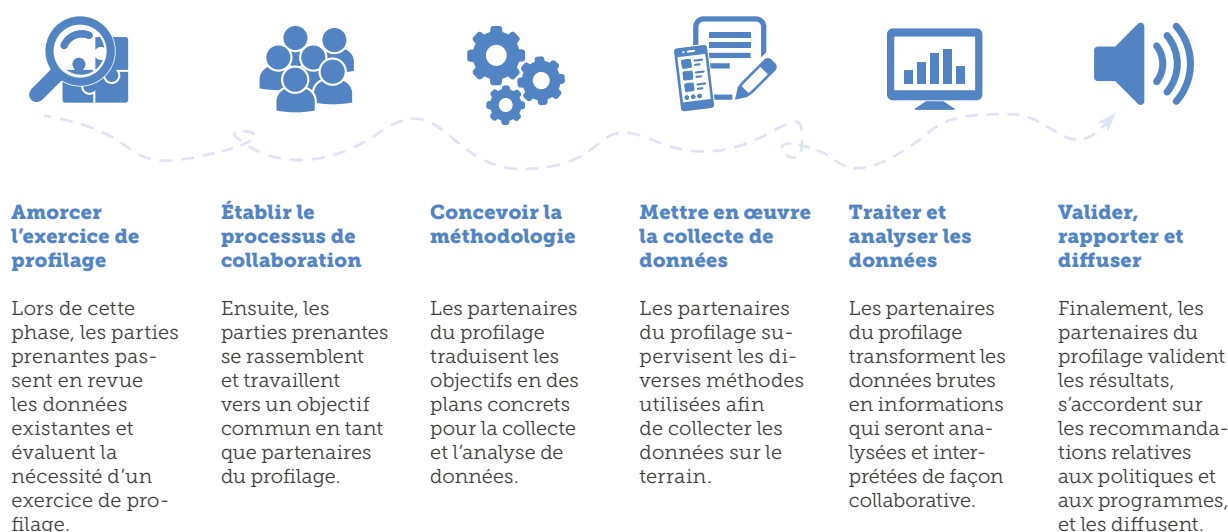 Amorcer
l'exercice de
profilage
Lors de cette
phase, les parties
prenantes pas-
sent en revue
les données
existantes et
évaluent la
nécessité d'un
exercice de pro-
filage.
Établir le
processus de
collaboration
Ensuite, les
parties prenantes
se rassemblent
et travaillent
vers un objectif
commun en tant
que partenaires
du profilage.
Concevoir la
méthodologie
Les partenaires
du profilage
traduisent les
objectifs en des
plans concrets
pour la collecte
et l'analyse de
données.
Mettre en œuvre
la collecte de
données
Les partenaires
du profilage su-
pervisent les di-
verses méthodes
utilisées afin
de collecter les
données sur le
terrain.
Traiter et
analyser les
données
Les partenaires
du profilage
transforment les
données brutes
en informations
qui seront ana-
lysées et inter-
prétées de façon
collaborative.
Valider,
rapporter et
diffuser
Finalement, les
partenaires du
profilage valident
les résultats,
s'accordent sur
les recommanda-
tions relatives
aux politiques et
aux programmes,
et les diffusent.